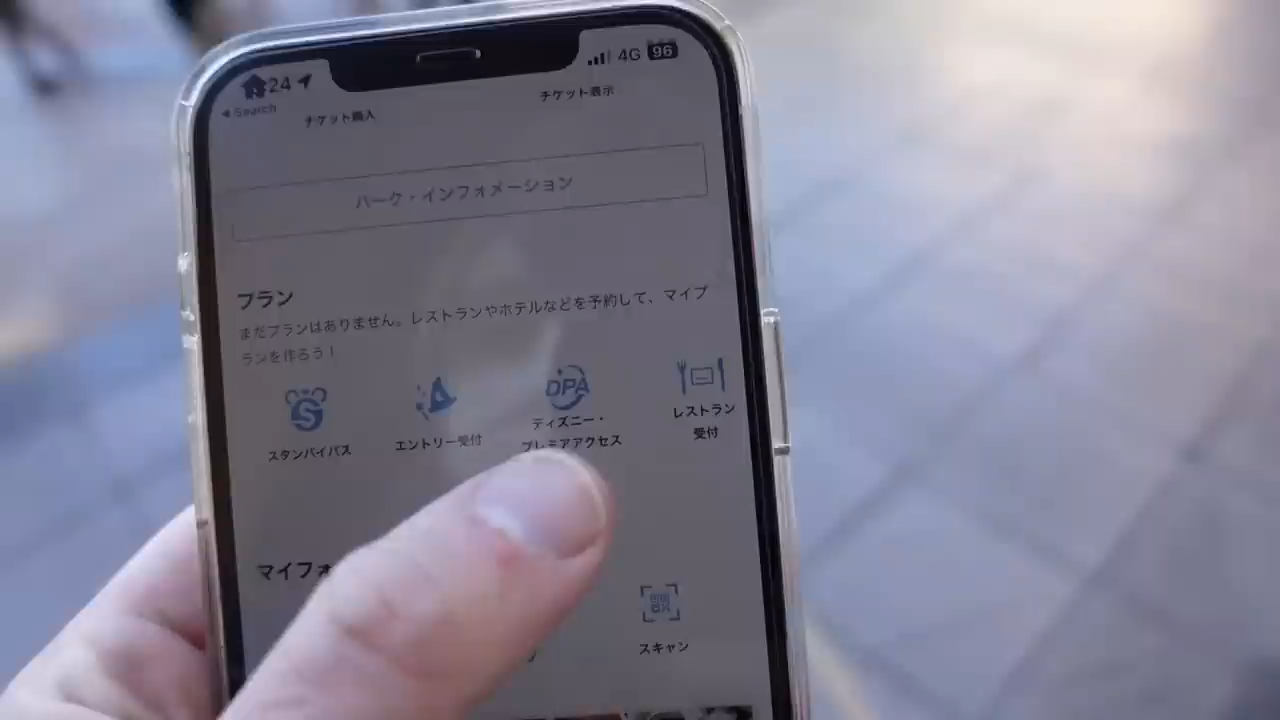 24
4G 96
Search
チケット購入
チケット表示
パーク・インフォメーション
プラン
まだプランはありません。レストランやホテルなどを予約して、マイプ
ランを作ろう！
S
DPA
スタンバイパス
エントリー受付
ディズニー・
プレミアアクセス
レストラン
受付
マイフォ
スキャン